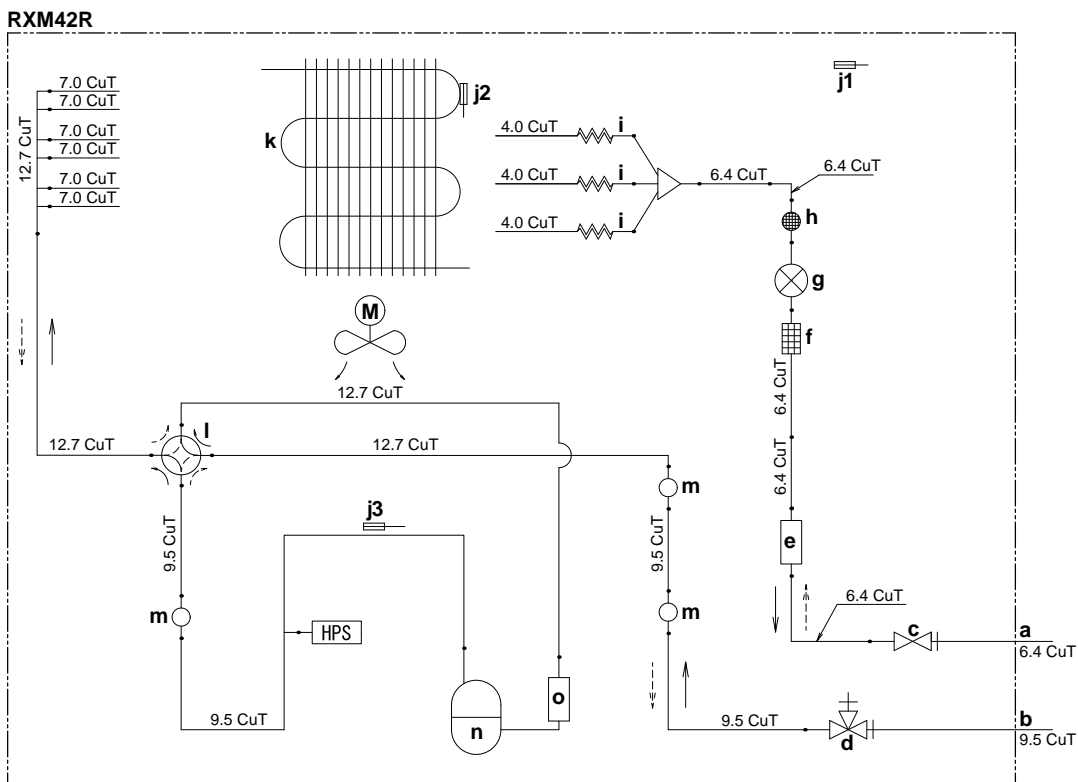 RXM42R
7.0 CuT
7.0 CuT
7.0 CuT
7.0 CuT
7.0 CuT
7.0 CuT
12.7 CuT
k
j2
j1
4.0 CuT
i
4.0 CuT
i
4.0 CuT
i
6.4 CuT
6.4 CuT
h
g
f
M
6.4 CuT
12.7 CuT
12.7 CuT
l
12.7 CuT
6.4 CuT
m
j3
9.5 CuT
9.5 CuT
e
m
m
HPS
6.4 CuT
c
a
6.4 CuT
9.5 CuT
n
o
9.5 CuT
d
b
9.5 CuT